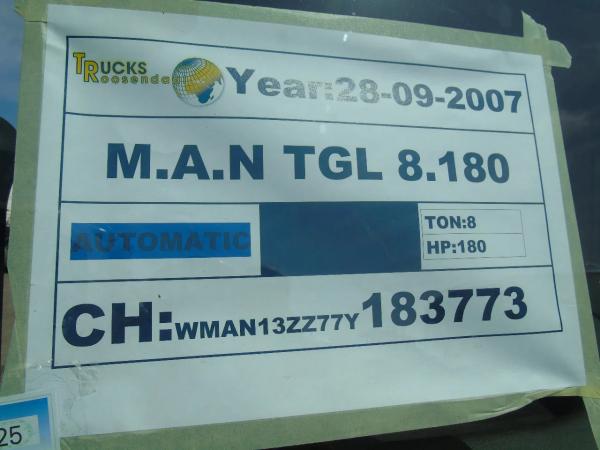 TRUCKS
Roosendaal
Year:28-09-2007
M.A.N TGL 8.180
AUTOMATIC
TON:8
HP:180
CH:WMAN13ZZ77Y183773
25